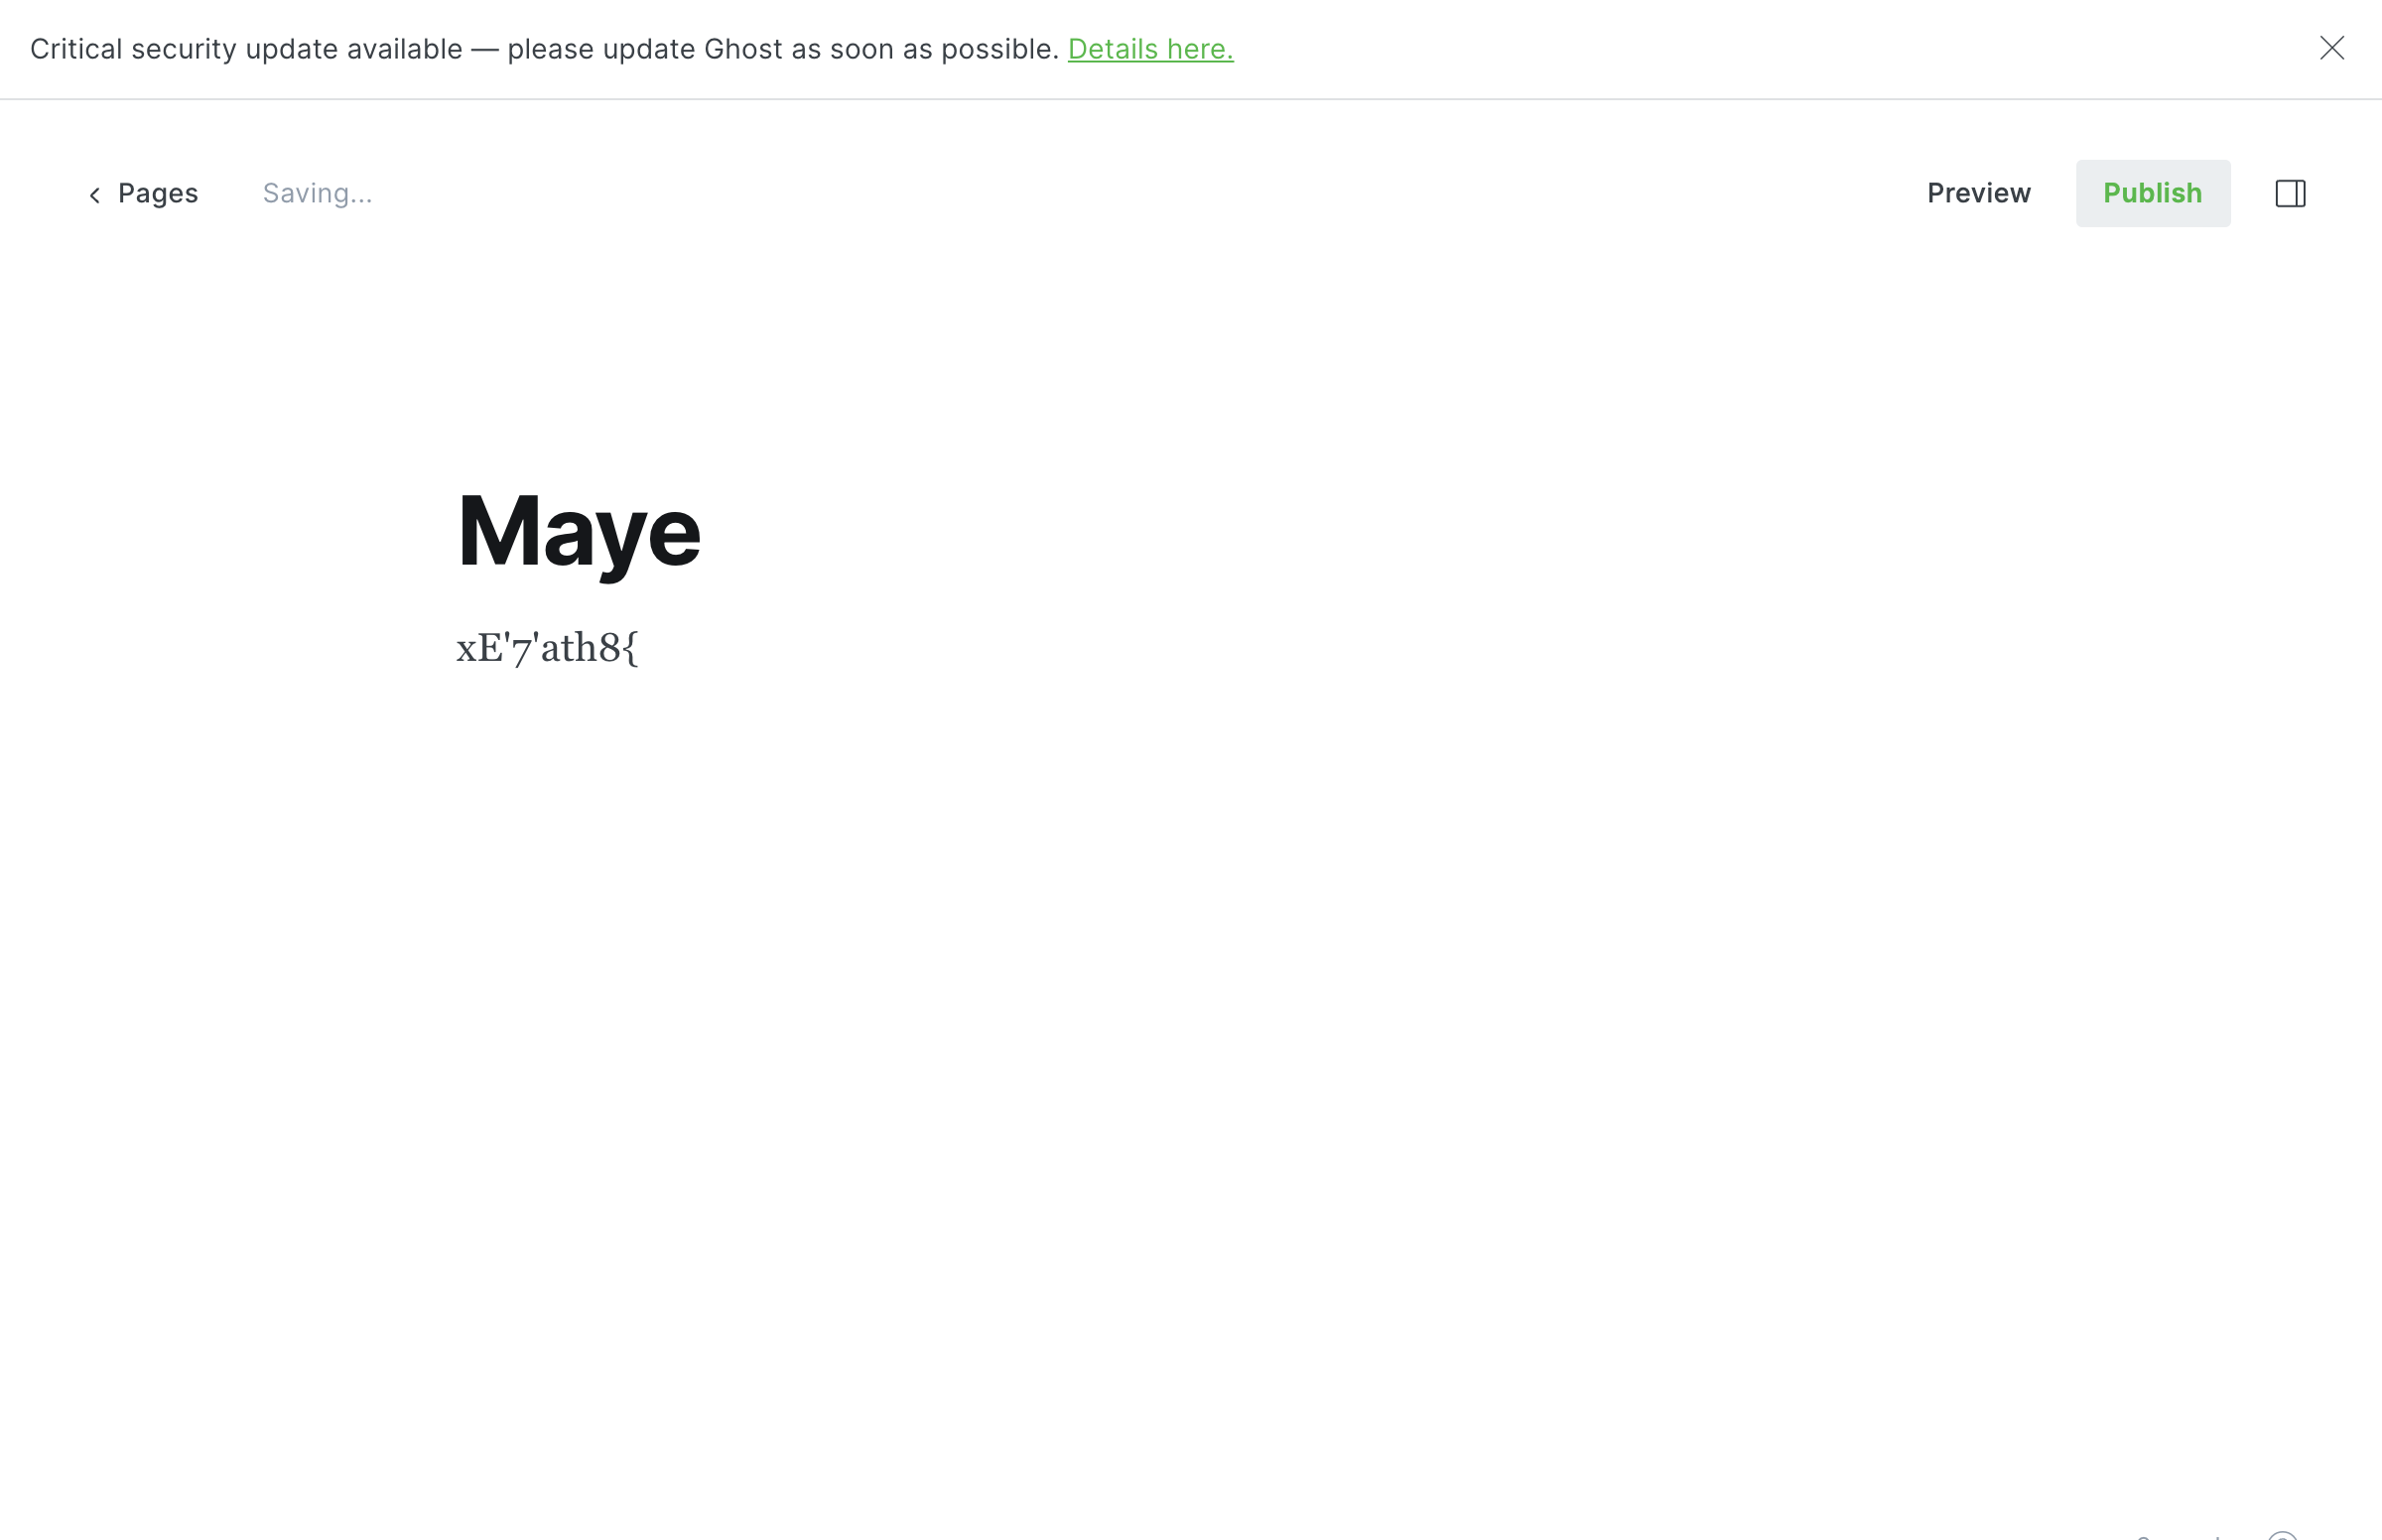 Critical security update available — please update Ghost as soon as possible. Details here.
Pages Saving... Preview Publish
Maye
xE'7'ath8{